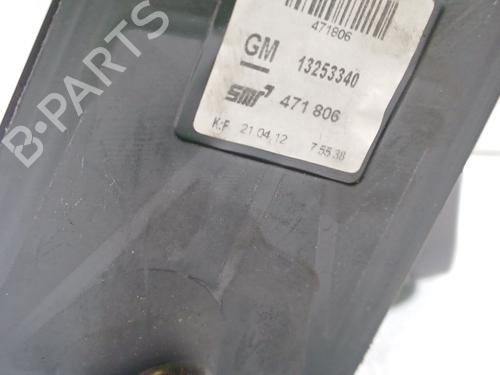 471806
GM 13253340
SMR 471 806
K:F 21.04.12 7:55:38
B-PARTS